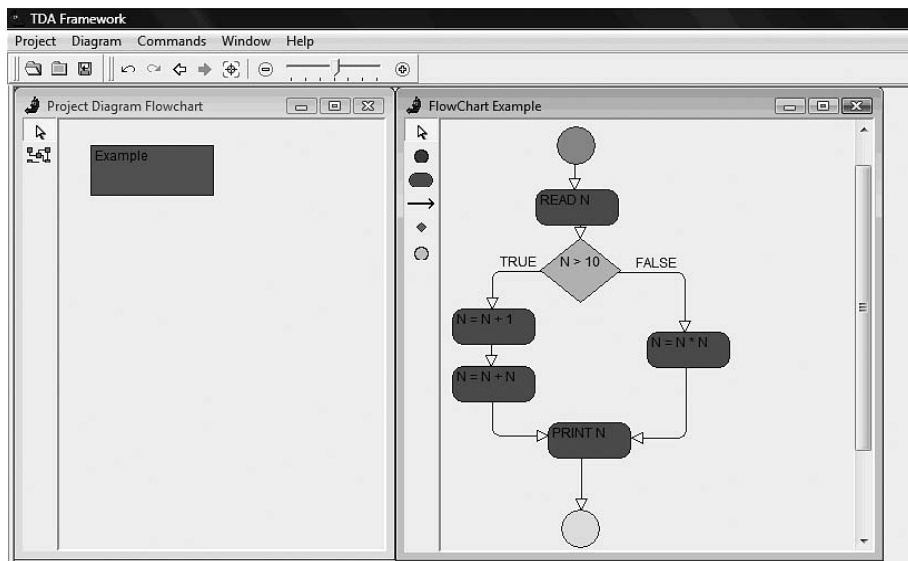 TDA Framework
Project Diagram Commands Window Help
Project Diagram Flowchart
Example
FlowChart Example
READ N
N > 10
TRUE
FALSE
N = N + 1
N = N * N
N = N + N
PRINT N